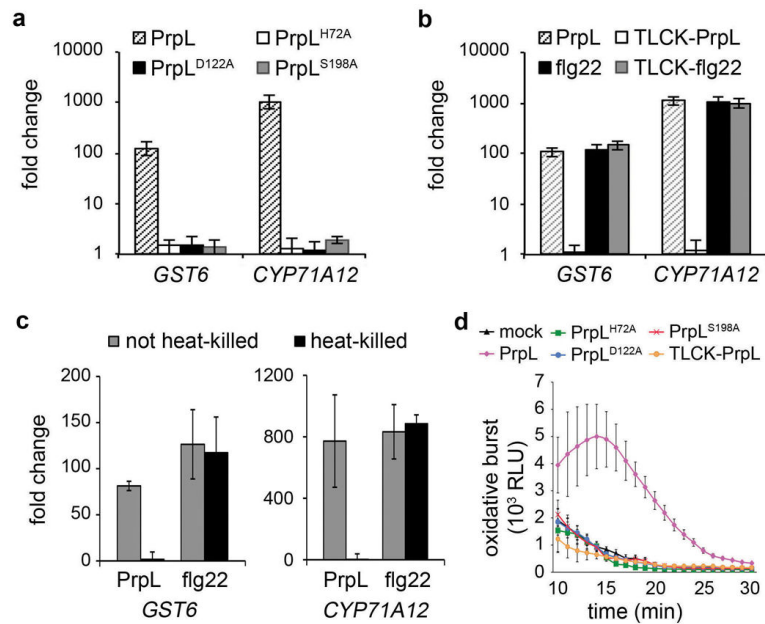 a
PrpL PrpL^H72A
PrpL^D122A PrpL^S198A
fold change
10000
1000
100
10
1
GST6 CYP71A12
b
PrpL TLCK-PrpL
flg22 TLCK-flg22
fold change
10000
1000
100
10
1
GST6 CYP71A12
c
not heat-killed heat-killed
fold change
200
150
100
50
0
PrpL flg22
GST6
1200
800
400
0
PrpL flg22
CYP71A12
d
mock PrpL^H72A PrpL^S198A
PrpL PrpL^D122A TLCK-PrpL
oxidative burst
(10³ RLU)
7
6
5
4
3
2
1
0
10 15 20 25 30
time (min)